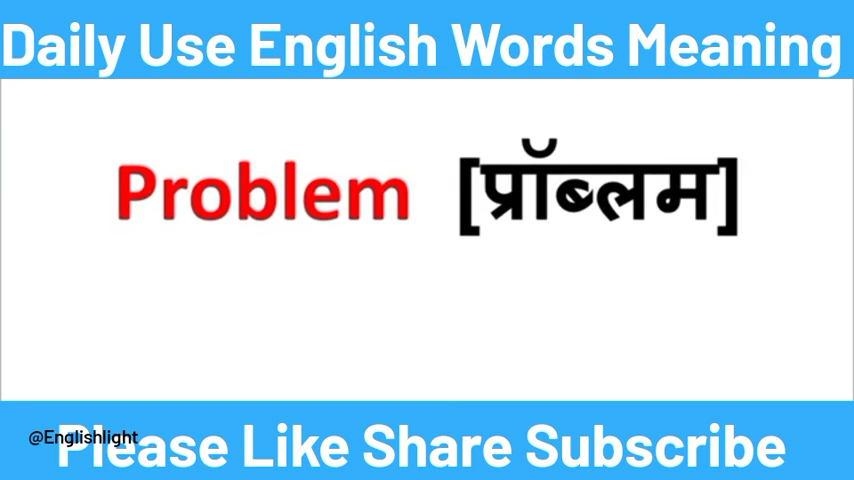 Daily Use English Words Meaning
Problem [प्रॉब्लम]
@Englishlight
Please Like Share Subscribe